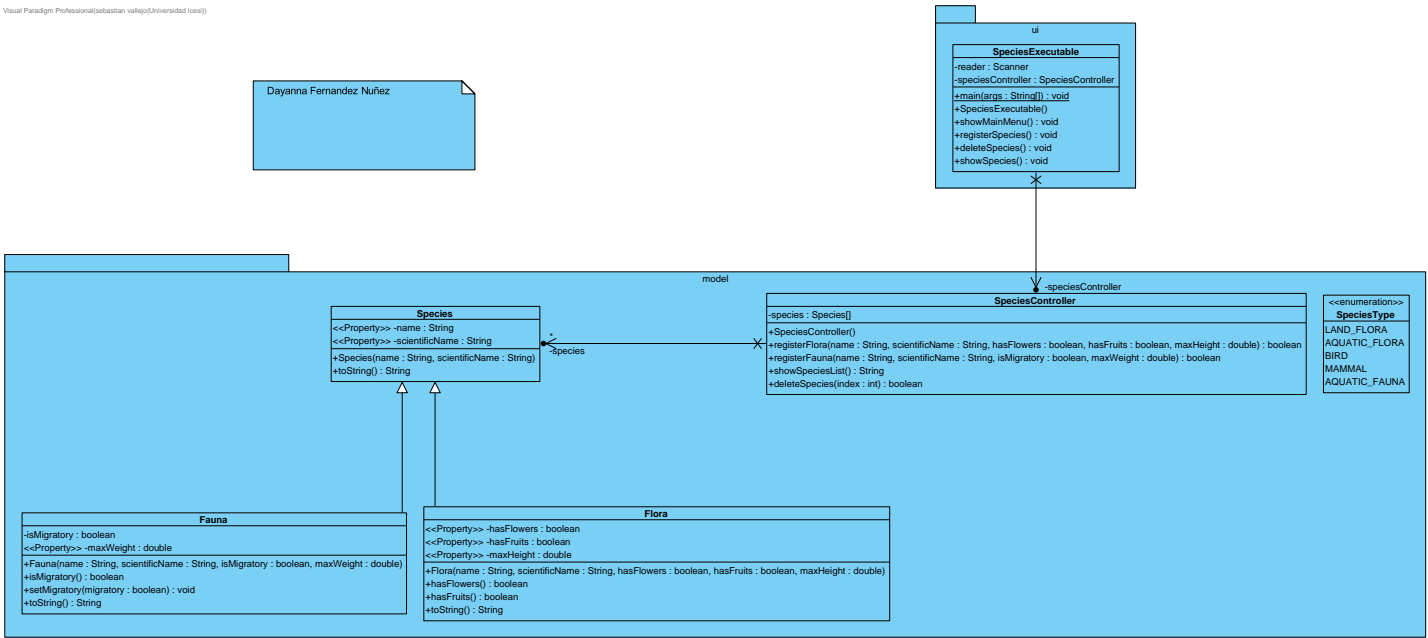 Visual Paradigm Professional(sebastian vallejo(Universidad Icesi))
ui
SpeciesExecutable
-reader : Scanner
-speciesController : SpeciesController
+main(args : String[]) : void
+SpeciesExecutable()
+showMainMenu() : void
+registerSpecies() : void
+deleteSpecies() : void
+showSpecies() : void
Dayanna Fernandez Nuñez
model
-speciesController
Species
<<Property>> -name : String
<<Property>> -scientificName : String
+Species(name : String, scientificName : String)
+toString() : String
*
-species
SpeciesController
-species : Species[]
+SpeciesController()
+registerFlora(name : String, scientificName : String, hasFlowers : boolean, hasFruits : boolean, maxHeight : double) : boolean
+registerFauna(name : String, scientificName : String, isMigratory : boolean, maxWeight : double) : boolean
+showSpeciesList() : String
+deleteSpecies(index : int) : boolean
<<enumeration>>
SpeciesType
LAND_FLORA
AQUATIC_FLORA
BIRD
MAMMAL
AQUATIC_FAUNA
Fauna
-isMigratory : boolean
<<Property>> -maxWeight : double
+Fauna(name : String, scientificName : String, isMigratory : boolean, maxWeight : double)
+isMigratory() : boolean
+setMigratory(migratory : boolean) : void
+toString() : String
Flora
<<Property>> -hasFlowers : boolean
<<Property>> -hasFruits : boolean
<<Property>> -maxHeight : double
+Flora(name : String, scientificName : String, hasFlowers : boolean, hasFruits : boolean, maxHeight : double)
+hasFlowers() : boolean
+hasFruits() : boolean
+toString() : String